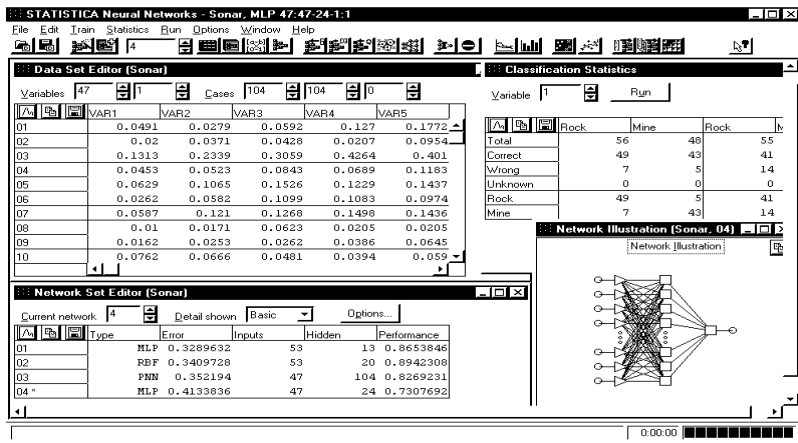 STATISTICA Neural Networks - Sonar, MLP 47:47-24-1:1
File Edit Train Statistics Run Options Window Help
4
Data Set Editor (Sonar)
Variables 47 1 Cases 104 104 0
VAR1 VAR2 VAR3 VAR4 VAR5
01 0.0491 0.0279 0.0592 0.127 0.1772
02 0.02 0.0371 0.0428 0.0207 0.0954
03 0.1313 0.2339 0.3059 0.4264 0.401
04 0.0453 0.0523 0.0843 0.0689 0.1183
05 0.0629 0.1065 0.1526 0.1229 0.1437
06 0.0262 0.0582 0.1099 0.1083 0.0974
07 0.0587 0.121 0.1268 0.1498 0.1436
08 0.01 0.0171 0.0623 0.0205 0.0205
09 0.0162 0.0253 0.0262 0.0386 0.0645
10 0.0762 0.0666 0.0481 0.0394 0.059
Classification Statistics
Variable 1 Run
Rock Mine Rock M
Total 56 48 55
Correct 49 43 41
Wrong 7 5 14
Unknown 0 0 0
Rock 49 5 41
Mine 7 43 14
Network Illustration (Sonar, 04)
Network Illustration
Network Set Editor (Sonar)
Current network 4 Detail shown Basic Options...
Type Error Inputs Hidden Performance
01 MLP 0.3289632 53 13 0.8653846
02 RBF 0.3409728 53 20 0.8942308
03 PNN 0.352194 47 104 0.8269231
04 * MLP 0.4133836 47 24 0.7307692
0:00:00